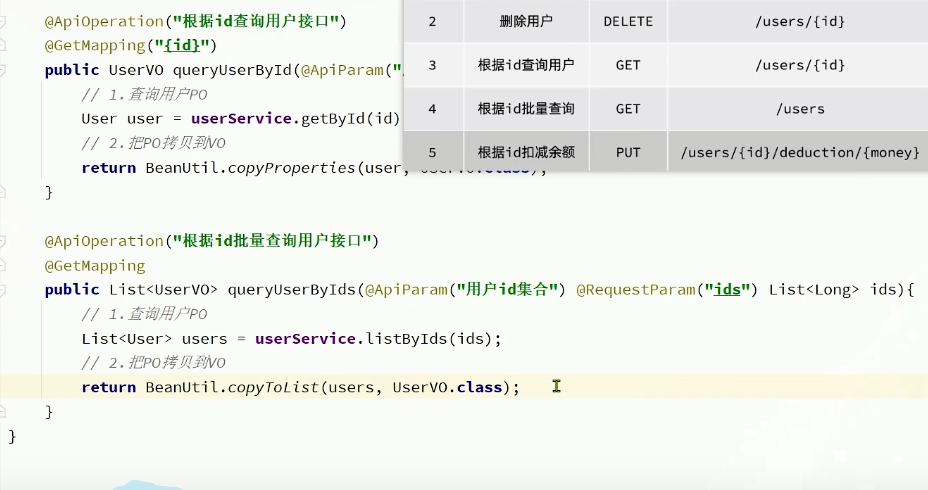 @ApiOperation("根据id查询用户接口")
@GetMapping("{id}")
public UserVO queryUserById(@ApiParam("
// 1.查询用户PO
User user = userService.getById(id)
// 2.把PO拷贝到VO
return BeanUtil.copyProperties(user,
}
@ApiOperation("根据id批量查询用户接口")
@GetMapping
public List<UserVO> queryUserByIds(@ApiParam("用户id集合") @RequestParam("ids") List<Long> ids){
// 1.查询用户PO
List<User> users = userService.listByIds(ids);
// 2.把PO拷贝到VO
return BeanUtil.copyToList(users, UserVO.class);
}
}
2 删除用户 DELETE /users/{id}
3 根据id查询用户 GET /users/{id}
4 根据id批量查询 GET /users
5 根据id扣减余额 PUT /users/{id}/deduction/{money}